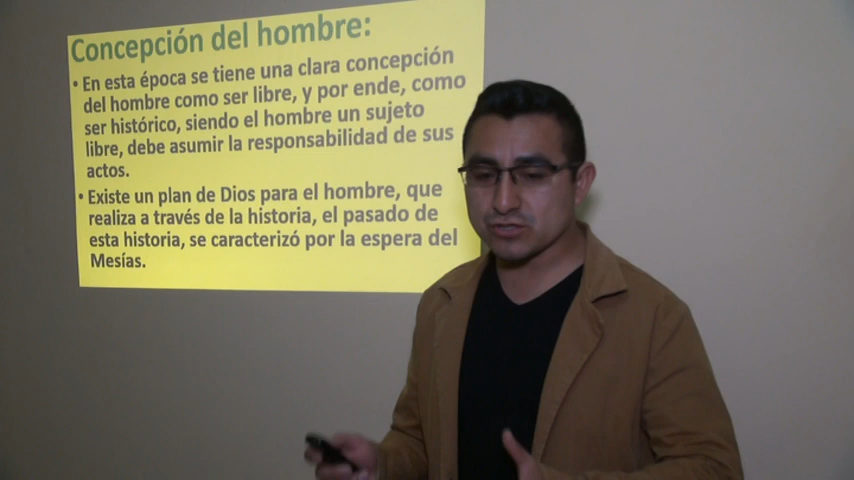 Concepción del hombre:
• En esta época se tiene una clara concepción
del hombre como ser libre, y por ende, como
ser histórico, siendo el hombre un sujeto
libre, debe asumir la responsabilidad de sus
actos.
• Existe un plan de Dios para el hombre, que
realiza a través de la historia, el pasado de
esta historia, se caracterizó por la espera del
Mesías.